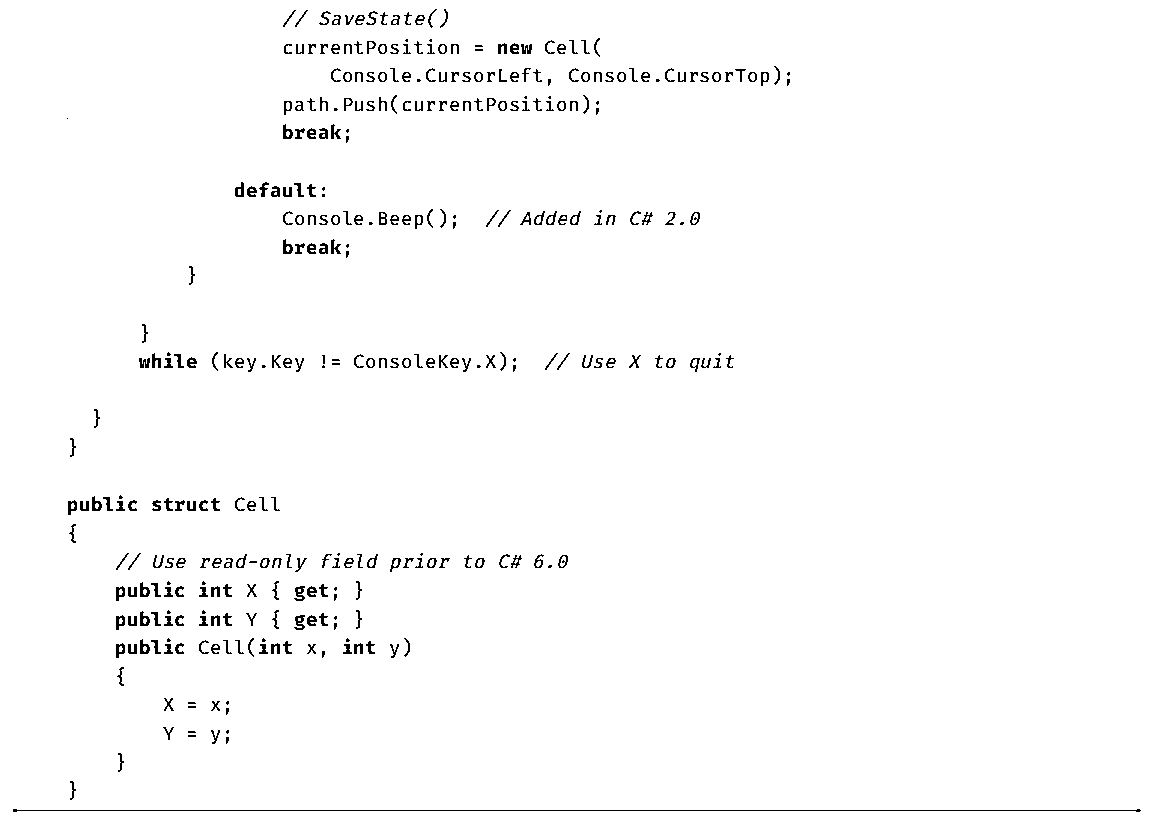 // SaveState()
currentPosition = new Cell(
Console.CursorLeft, Console.CursorTop);
path.Push(currentPosition);
break;
default:
Console.Beep();  // Added in C# 2.0
break;
}
}
while (key.Key != ConsoleKey.X);  // Use X to quit
}
}
public struct Cell
{
// Use read-only field prior to C# 6.0
public int X { get; }
public int Y { get; }
public Cell(int x, int y)
{
X = x;
Y = y;
}
}